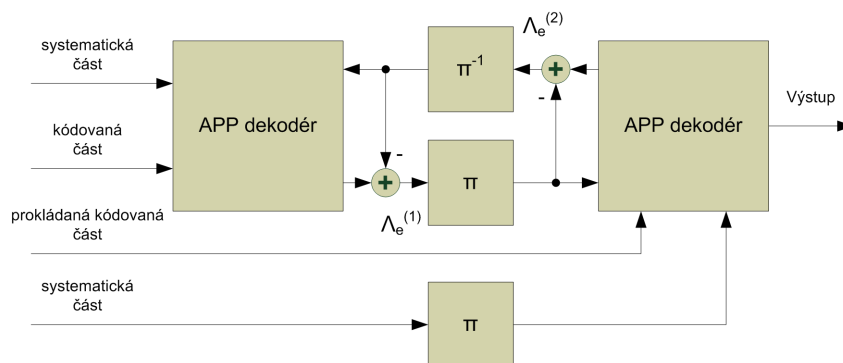 systematická
část
APP dekodér
kódovaná
část
prokládaná kódovaná
část
systematická
část
Λe(2)
π-1
+
-
-
+
π
Λe(1)
π
APP dekodér
Výstup